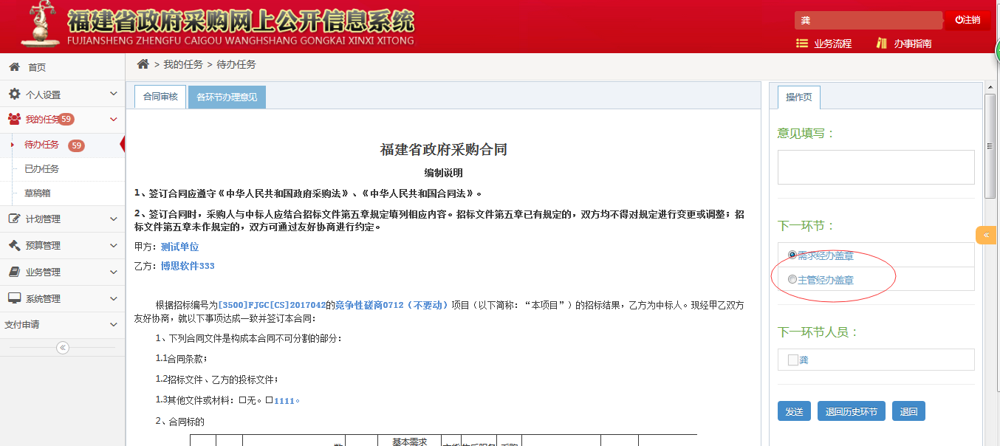 福建省政府采购网上公开信息系统
FUJIANSHENG ZHENGFU CAIGOU WANGHSHANG GONGKAI XINXI XITONG
龚
注销
业务流程
办事指南
首页
个人设置
我的任务 59
待办任务 59
已办任务
草稿箱
计划管理
预算管理
业务管理
系统管理
支付申请
> 我的任务 > 待办任务
合同审核
各环节办理意见
福建省政府采购合同
编制说明
1、签订合同应遵守《中华人民共和国政府采购法》、《中华人民共和国合同法》。
2、签订合同时，采购人与中标人应结合招标文件第五章规定填列相应内容。招标文件第五章已有规定的，双方均不得对规定进行变更或调整；招
标文件第五章未作规定的，双方可通过友好协商进行约定。
甲方：测试单位
乙方：博思软件333
根据招标编号为[3500]FJGC[CS]2017042的竞争性磋商0712（不要动）项目（以下简称：“本项目”）的招标结果，乙方为中标人。现经甲乙双方
友好协商，就以下事项达成一致并签订本合同：
1、下列合同文件是构成本合同不可分割的部分：
1.1合同条款；
1.2招标文件、乙方的投标文件；
1.3其他文件或材料：☐无。☐1111。
2、合同标的
基本需求
操作页
意见填写：
下一环节：
需求经办盖章
主管经办盖章
下一环节人员：
龚
发送
退回历史环节
退回